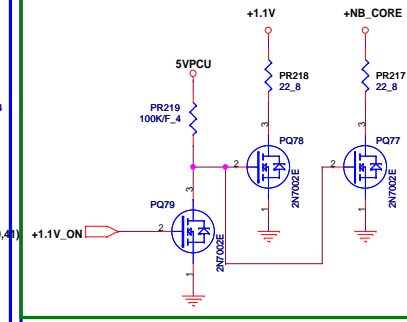 +1.1V
+NB_CORE
5VPCU
PR218
22_8
PR217
22_8
PR219
100K/F_4
3
3
PQ78
PQ77
2
2
3
2N7002E
2N7002E
PQ79
1
1
,41)
+1.1V_ON
2
2N7002E
1